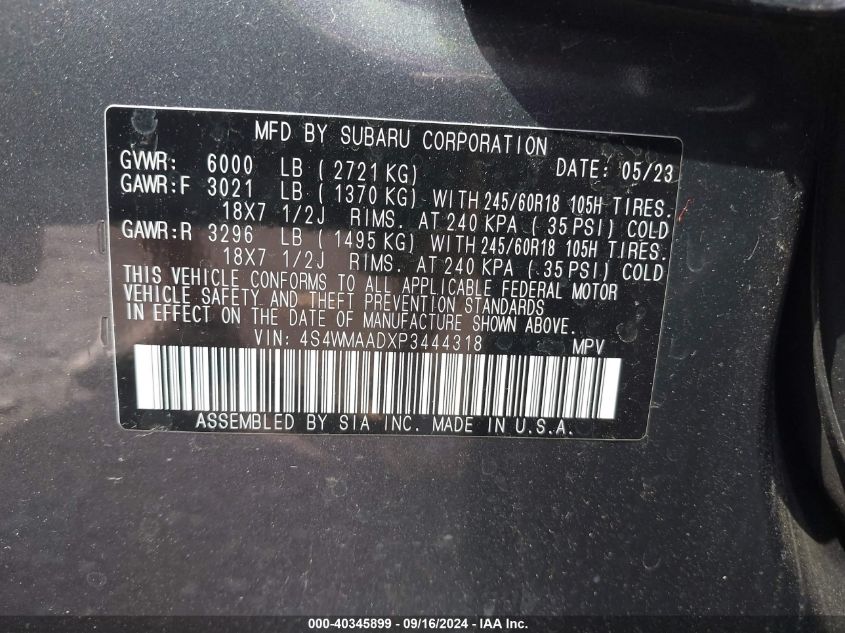 MFD BY SUBARU CORPORATION
GVWR: 6000 LB ( 2721 KG) DATE: 05/23
GAWR:F 3021 LB ( 1370 KG) WITH 245/60R18 105H TIRES.
18X7 1/2J RIMS. AT 240 KPA ( 35 PSI) COLD
GAWR:R 3296 LB ( 1495 KG) WITH 245/60R18 105H TIRES.
18X7 1/2J RIMS. AT 240 KPA ( 35 PSI) COLD
THIS VEHICLE CONFORMS TO ALL APPLICABLE FEDERAL MOTOR
VEHICLE SAFETY AND THEFT PREVENTION STANDARDS
IN EFFECT ON THE DATE OF MANUFACTURE SHOWN ABOVE.
VIN: 4S4WMAADXP3444318 MPV
ASSEMBLED BY SIA INC. MADE IN U.S.A.
000-40345899 - 09/16/2024 - IAA Inc.